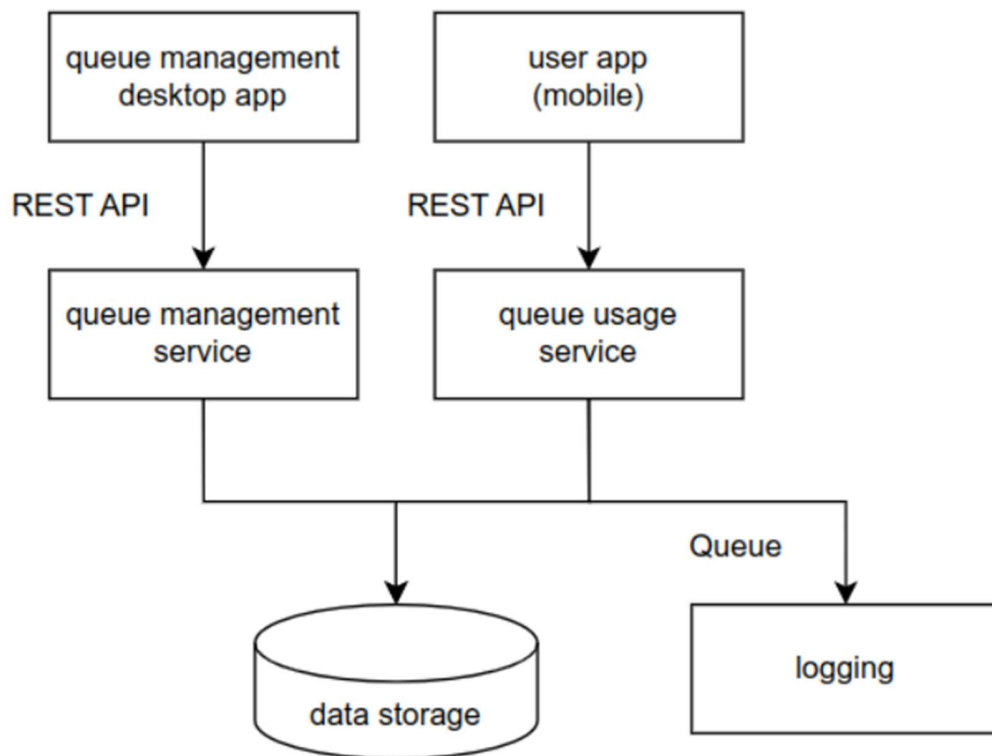 queue management
desktop app
user app
(mobile)
REST API
REST API
queue management
service
queue usage
service
Queue
logging
data storage